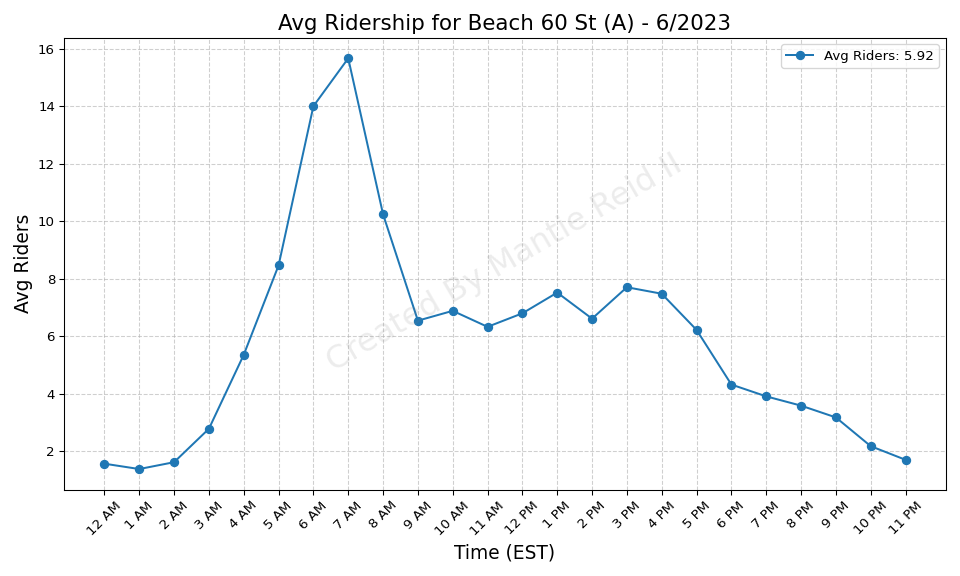 Avg Ridership for Beach 60 St (A) - 6/2023
Avg Riders: 5.92
Created By Mantle Reid II
Avg Riders
16
14
12
10
8
6
4
2
12 AM
1 AM
2 AM
3 AM
4 AM
5 AM
6 AM
7 AM
8 AM
9 AM
10 AM
11 AM
12 PM
1 PM
2 PM
3 PM
4 PM
5 PM
6 PM
7 PM
8 PM
9 PM
10 PM
11 PM
Time (EST)